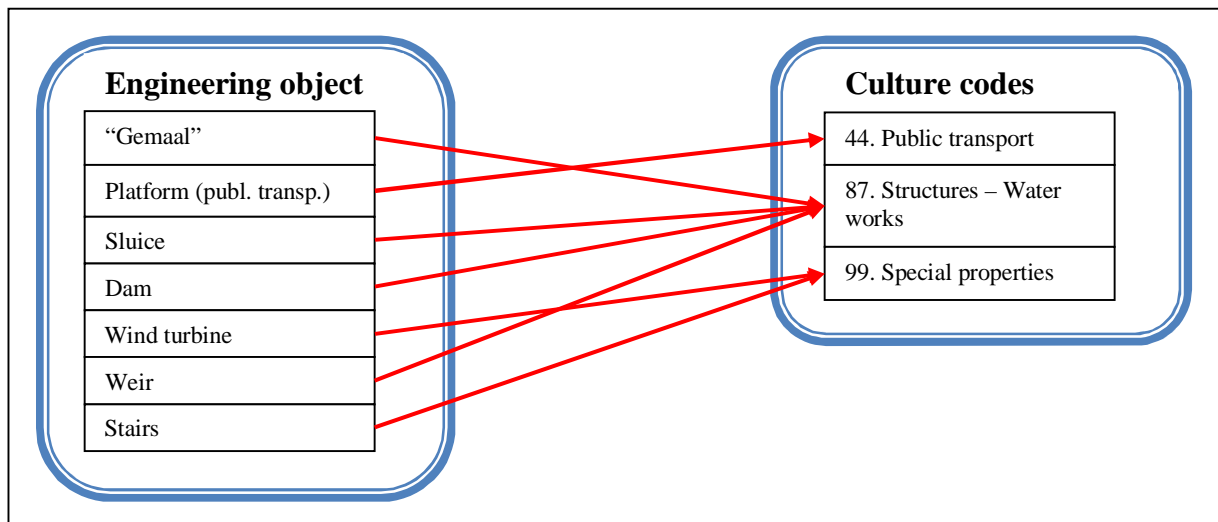 Engineering object
“Gemaal”
Platform (publ. transp.)
Sluice
Dam
Wind turbine
Weir
Stairs
Culture codes
44. Public transport
87. Structures – Water
works
99. Special properties